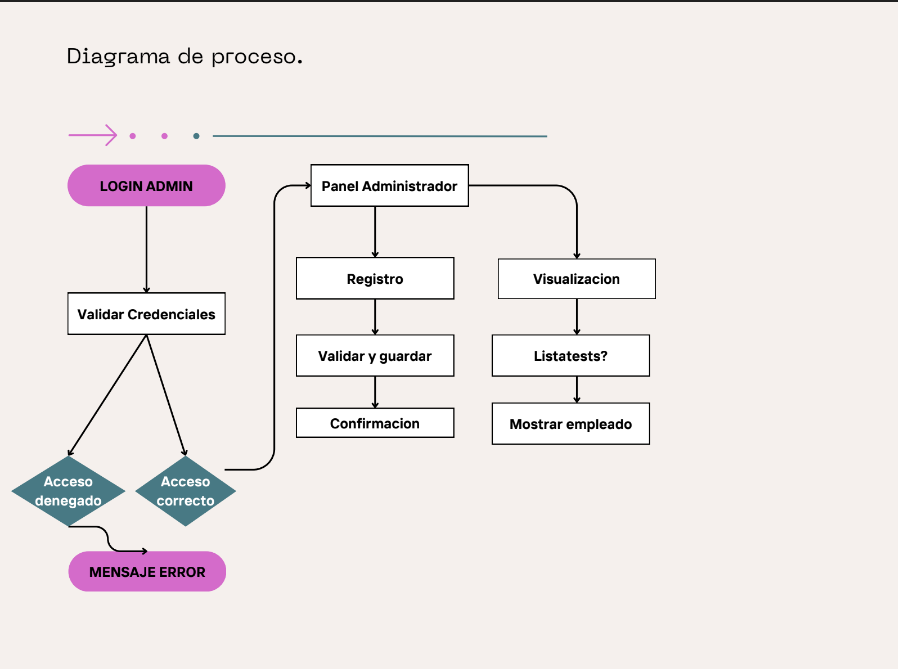 Diagrama de proceso.
LOGIN ADMIN
Validar Credenciales
Acceso
denegado
Acceso
correcto
MENSAJE ERROR
Panel Administrador
Registro
Validar y guardar
Confirmacion
Visualizacion
Listatests?
Mostrar empleado